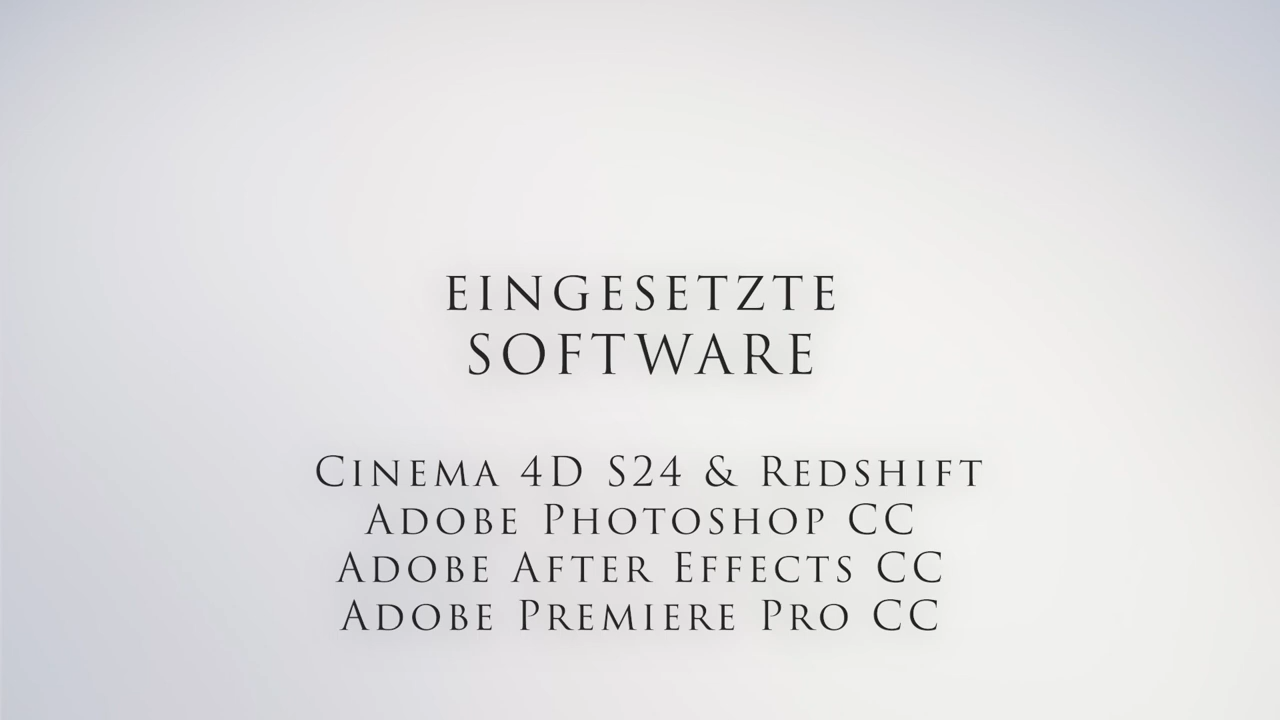 EINGESETZTE
SOFTWARE
Cinema 4D S24 & Redshift
Adobe Photoshop CC
Adobe After Effects CC
Adobe Premiere Pro CC